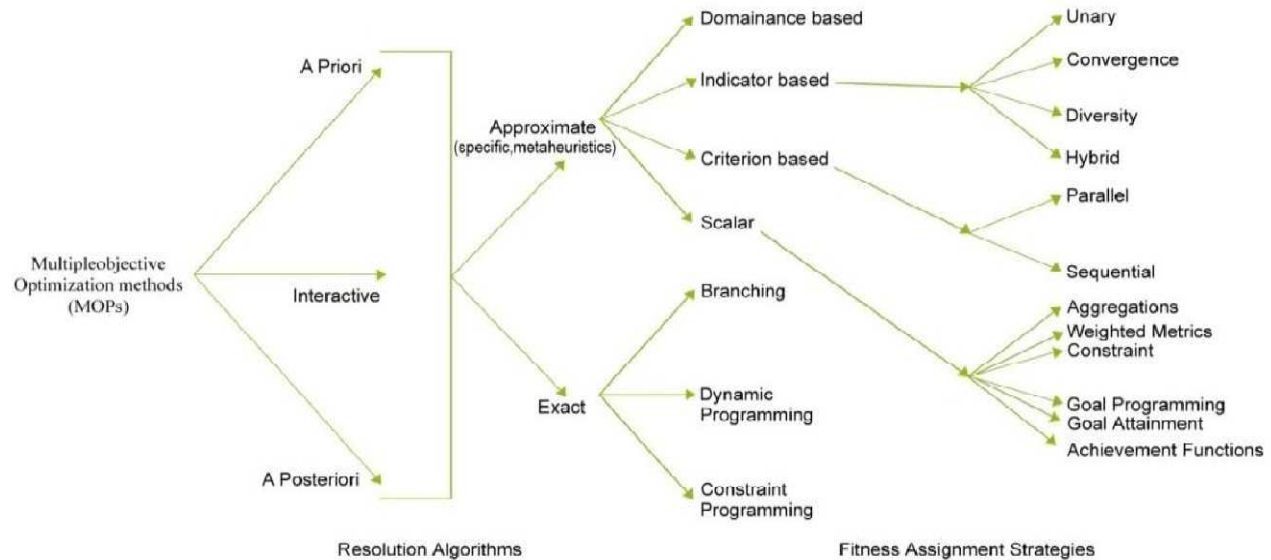 Multipleobjective
Optimization methods
(MOPs)
A Priori
Interactive
A Posteriori
Approximate
(specific,metaheuristics)
Exact
Domainance based
Indicator based
Criterion based
Scalar
Branching
Dynamic
Programming
Constraint
Programming
Unary
Convergence
Diversity
Hybrid
Parallel
Sequential
Aggregations
Weighted Metrics
Constraint
Goal Programming
Goal Attainment
Achievement Functions
Resolution Algorithms
Fitness Assignment Strategies